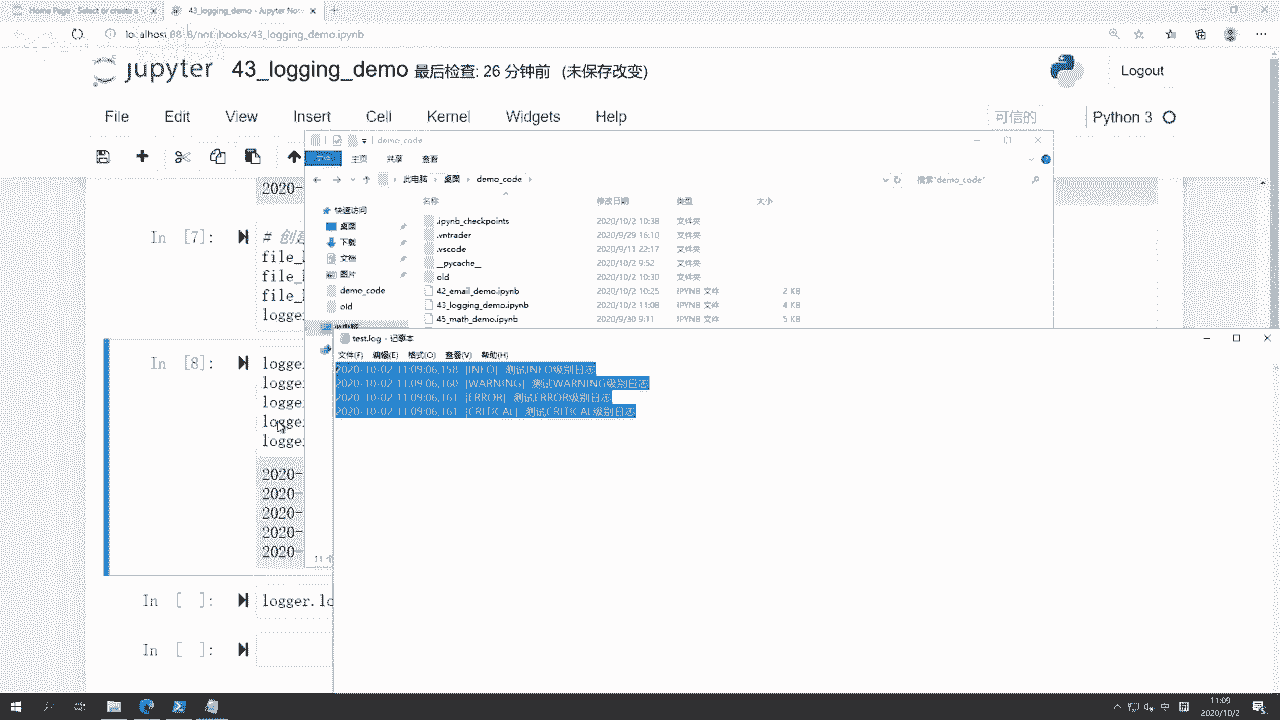 Home Page - Select or create a
43_logging_demo - Jupyter Not
localhost:8888/notebooks/43_logging_demo.ipynb
jupyter 43_logging_demo 最后检查: 26 分钟前 (未保存改变)
Logout
File Edit View Insert Cell Kernel Widgets Help
可信的
Python 3
demo_code
文件 主页 共享 查看
此电脑 桌面 demo_code
搜索"demo_code"
名称 修改日期 类型 大小
快速访问
桌面
下载
文档
图片
demo_code
old
此电脑
.ipynb_checkpoints 2020/10/2 10:38 文件夹
.vntrader 2020/9/29 16:10 文件夹
.vscode 2020/9/11 22:17 文件夹
__pycache__ 2020/10/2 9:52 文件夹
old 2020/10/2 10:30 文件夹
42_email_demo.ipynb 2020/10/2 10:25 IPYNB 文件 2 KB
43_logging_demo.ipynb 2020/10/2 11:08 IPYNB 文件 4 KB
45_math_demo.ipynb 2020/9/30 9:11 IPYNB 文件 5 KB
11 个
2020-
In [7]:
# 创建
file_h
file_h
file_h
logger
In [8]:
logger
logger
logger
logger
logger
2020-
2020-
2020-
2020-
2020-
In [ ]:
logger.lo
In [ ]:
test.log - 记事本
文件(F) 编辑(E) 格式(O) 查看(V) 帮助(H)
2020-10-02 11:09:06,158 |INFO| 测试INFO级别日志
2020-10-02 11:09:06,160 |WARNING| 测试WARNING级别日志
2020-10-02 11:09:06,161 |ERROR| 测试ERROR级别日志
2020-10-02 11:09:06,161 |CRITICAL| 测试CRITICAL级别日志
中
11:09
2020/10/2